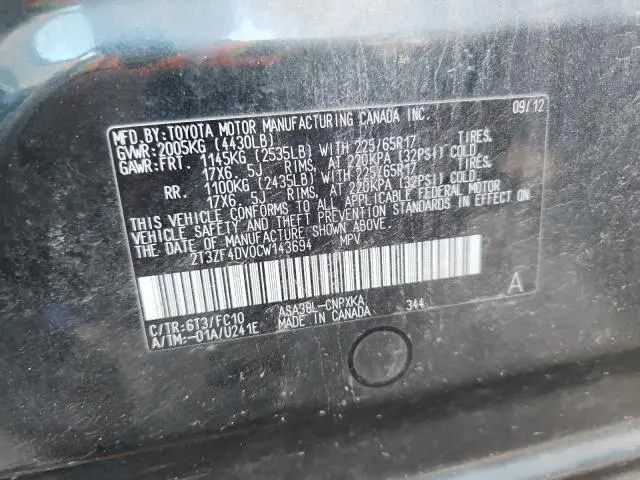 MFD.BY:TOYOTA MOTOR MANUFACTURING CANADA INC. 09/12
GVWR:2005KG (4430LB)
GAWR:FRT. 1145KG (2535LB) WITH 225/65R17 TIRES.
17X6.5J RIMS, AT 220KPA (32PSI) COLD
RR. 1100KG (2435LB) WITH 225/65R17 TIRES.
17X6.5J RIMS, AT 220KPA (32PSI) COLD
THIS VEHICLE CONFORMS TO ALL APPLICABLE FEDERAL MOTOR
VEHICLE SAFETY AND THEFT PREVENTION STANDARDS IN EFFECT ON
THE DATE OF MANUFACTURE SHOWN ABOVE.
2T3ZF4DV0CW143694 MPV
C/TR:6T3/FC10 ASA38L-CNPXKA 344 A
A/TM:-01A/U241E MADE IN CANADA